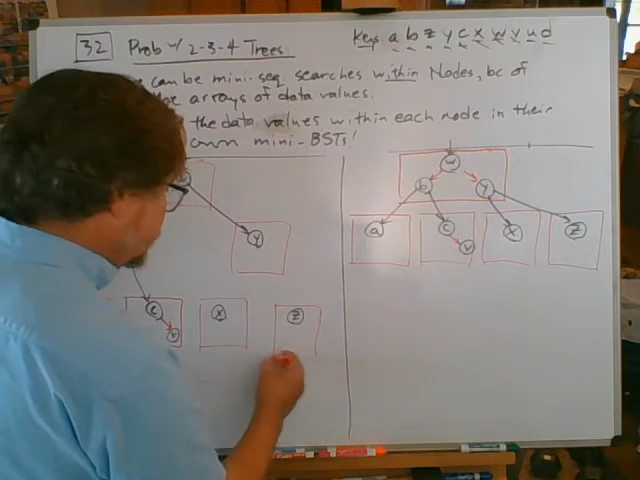 32 Prob w/ 2-3-4 Trees: Keys a b z y c x w v u d
can be mini-seq searches within Nodes, bc of
arrays of data values.
the data values within each node in their
own mini-BSTs!
w
b y
y
a c x z
v
c x z
v